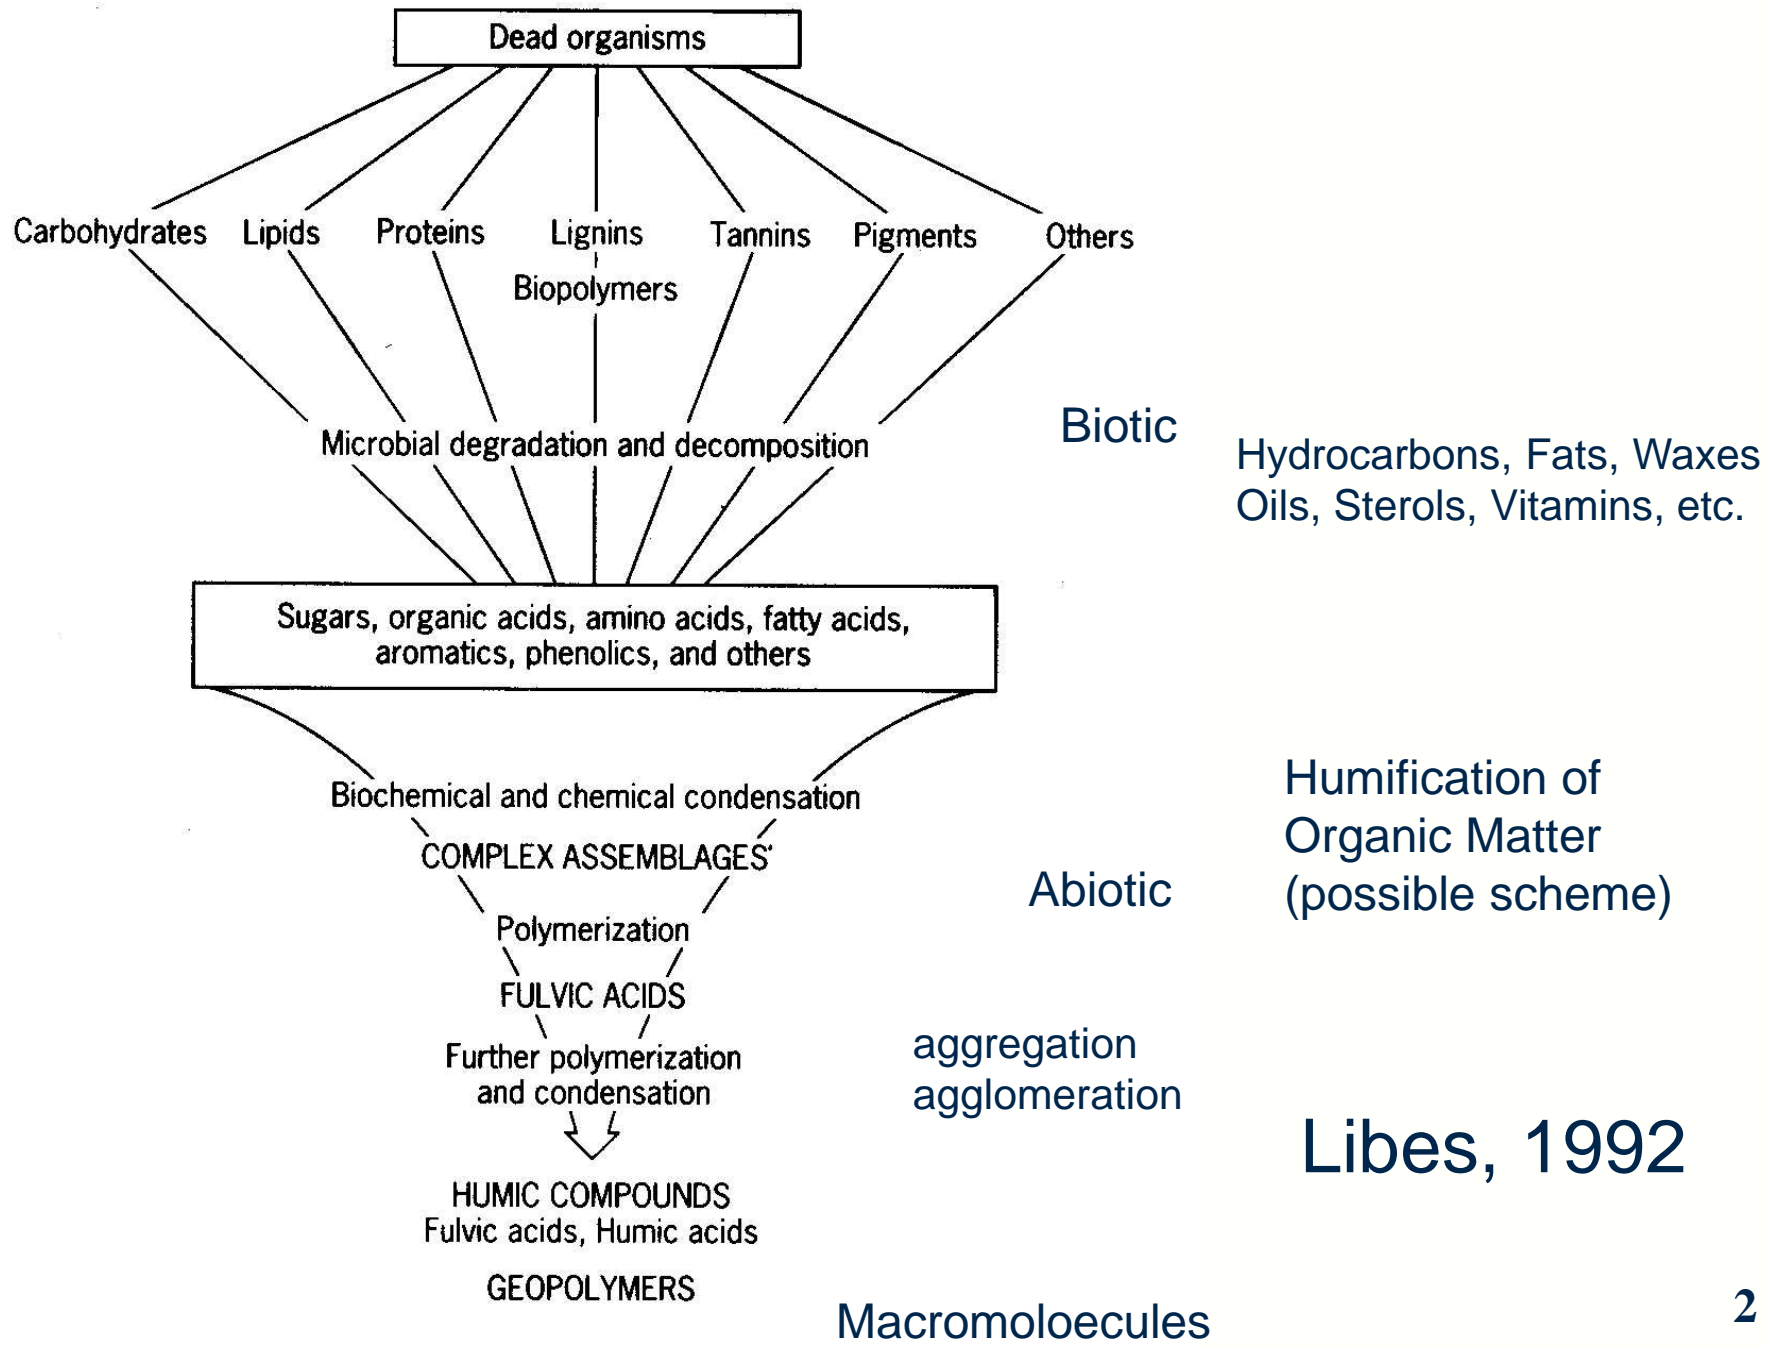 Dead organisms
Carbohydrates Lipids Proteins Lignins Tannins Pigments Others
Biopolymers
Microbial degradation and decomposition
Biotic
Hydrocarbons, Fats, Waxes
Oils, Sterols, Vitamins, etc.
Sugars, organic acids, amino acids, fatty acids,
aromatics, phenolics, and others
Biochemical and chemical condensation
COMPLEX ASSEMBLAGES
Abiotic
Humification of
Organic Matter
(possible scheme)
Polymerization
FULVIC ACIDS
Further polymerization
and condensation
aggregation
agglomeration
Libes, 1992
HUMIC COMPOUNDS
Fulvic acids, Humic acids
GEOPOLYMERS
Macromoloecules
2